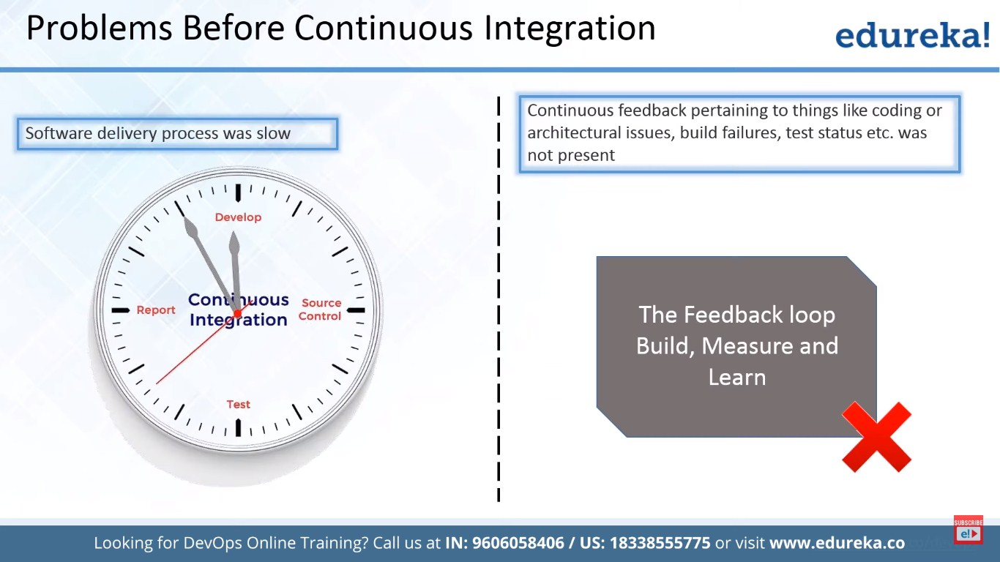 Problems Before Continuous Integration
edureka!
Software delivery process was slow
Continuous feedback pertaining to things like coding or
architectural issues, build failures, test status etc. was
not present
Develop
Continuous
Integration
Report
Source
Control
Test
The Feedback loop
Build, Measure and
Learn
SUBSCRIBE
e!
Looking for DevOps Online Training? Call us at IN: 9606058406 / US: 18338555775 or visit www.edureka.co